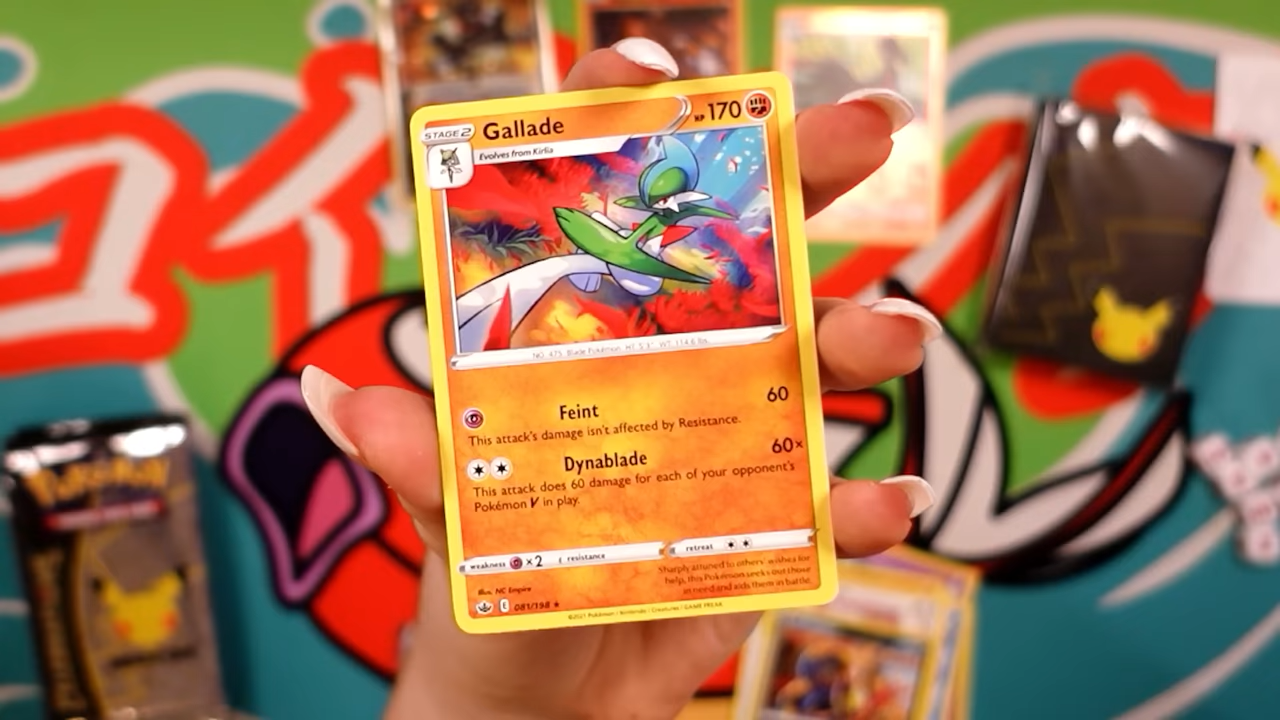 STAGE 2
Gallade
HP 170
Evolves from Kirlia
NO. 475 Blade Pokémon HT: 5'3" WT: 114.6 lbs.
Feint 60
This attack's damage isn't affected by Resistance.
Dynablade 60×
This attack does 60 damage for each of your opponent's
Pokémon V in play.
weakness ×2 resistance retreat
Sharply attuned to others' wishes for
help, this Pokémon seeks out those
in need and aids them in battle.
Illus. NC Empire
E 081/198 ★
©2021 Pokémon / Nintendo / Creatures / GAME FREAK
Pokémon